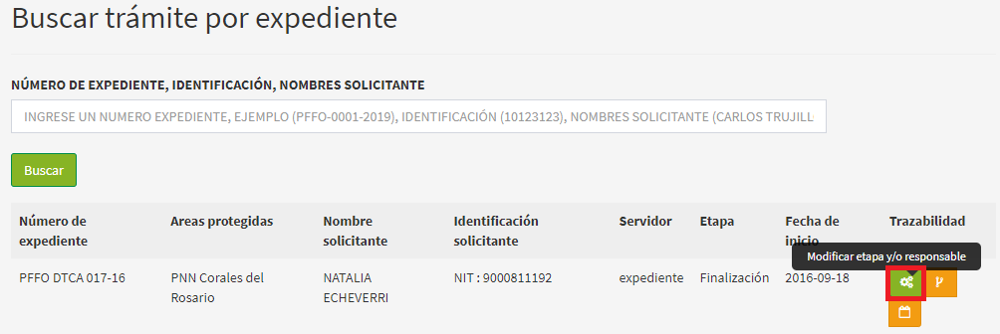 Buscar trámite por expediente
NÚMERO DE EXPEDIENTE, IDENTIFICACIÓN, NOMBRES SOLICITANTE
INGRESE UN NUMERO EXPEDIENTE, EJEMPLO (PFFO-0001-2019), IDENTIFICACIÓN (10123123), NOMBRES SOLICITANTE (CARLOS TRUJILL
Buscar
Número de expediente Areas protegidas Nombre solicitante Identificación solicitante Servidor Etapa Fecha de inicio Trazabilidad
Modificar etapa y/o responsable
PFFO DTCA 017-16 PNN Corales del Rosario NATALIA ECHEVERRI NIT : 9000811192 expediente Finalización 2016-09-18